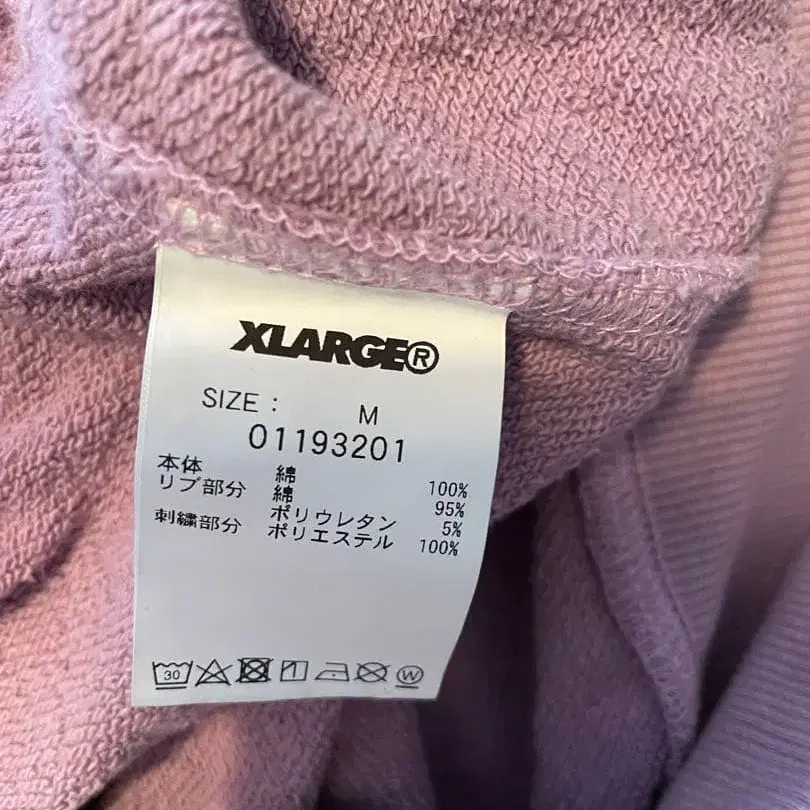 XLARGE®
SIZE : M
01193201
本体 綿 100%
リブ部分 綿 95%
ポリウレタン 5%
刺繍部分 ポリエステル 100%
30 W